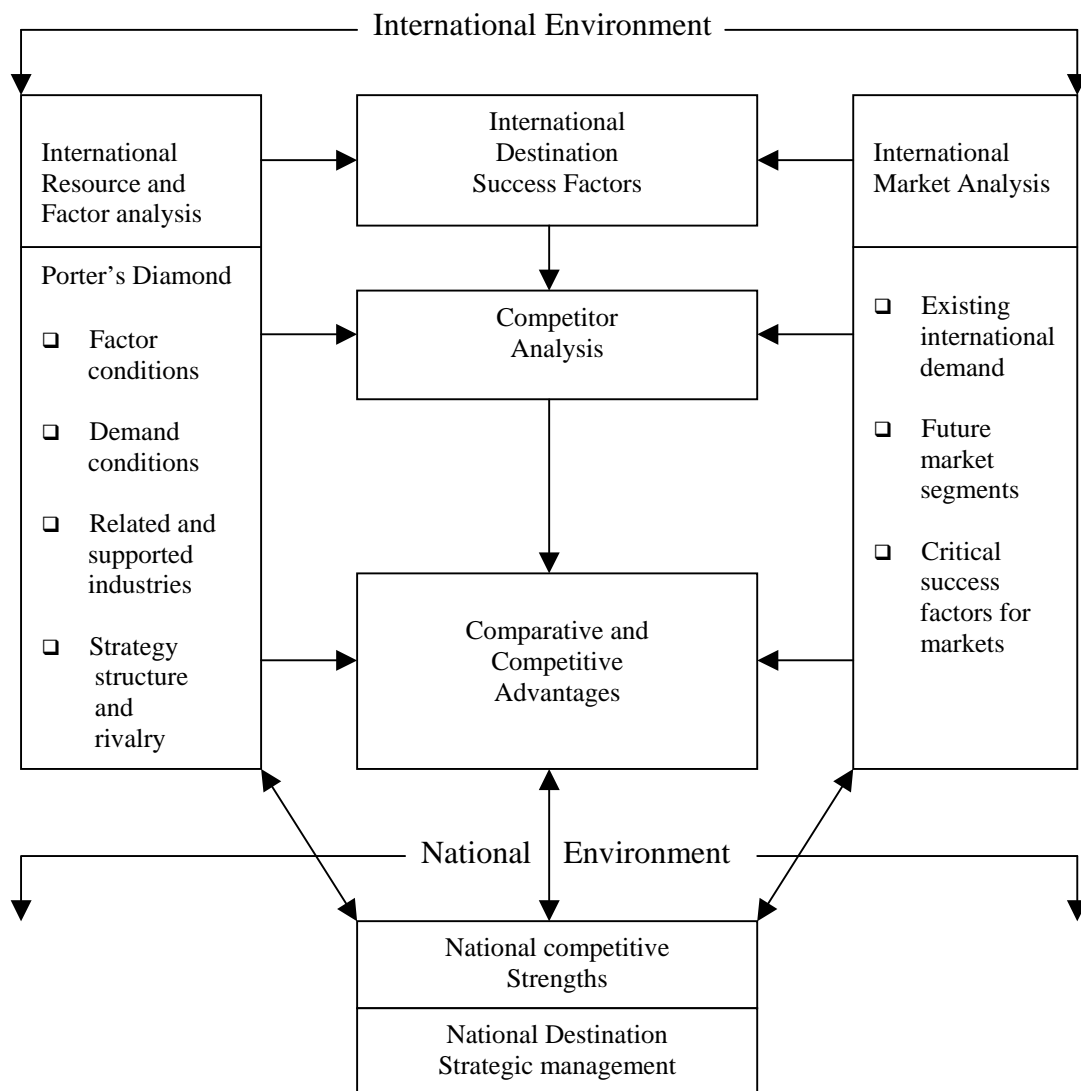 International Environment
International
Resource and
Factor analysis
International
Destination
Success Factors
International
Market Analysis
Porter’s Diamond
❑ Factor
conditions
❑ Demand
conditions
❑ Related and
supported
industries
❑ Strategy
structure
and
rivalry
Competitor
Analysis
Comparative and
Competitive
Advantages
❑ Existing
international
demand
❑ Future
market
segments
❑ Critical
success
factors for
markets
National Environment
National competitive
Strengths
National Destination
Strategic management